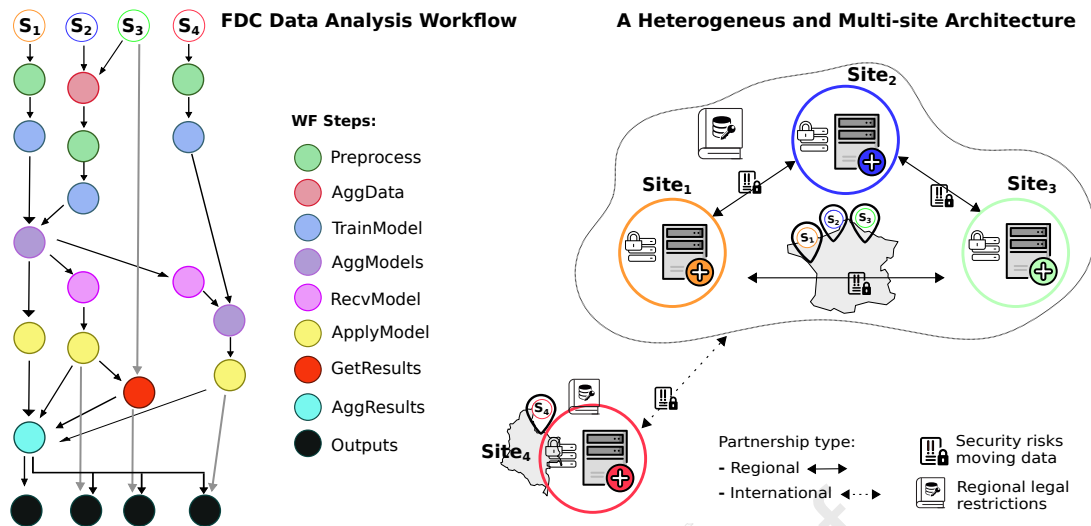 FDC Data Analysis Workflow
S1
S2
S3
S4
WF Steps:
Preprocess
AggData
TrainModel
AggModels
RecvModel
ApplyModel
GetResults
AggResults
Outputs
A Heterogeneus and Multi-site Architecture
Site2
Site1
Site3
S1
S2
S3
S4
Site4
Partnership type:
- Regional
- International
Security risks
moving data
Regional legal
restrictions